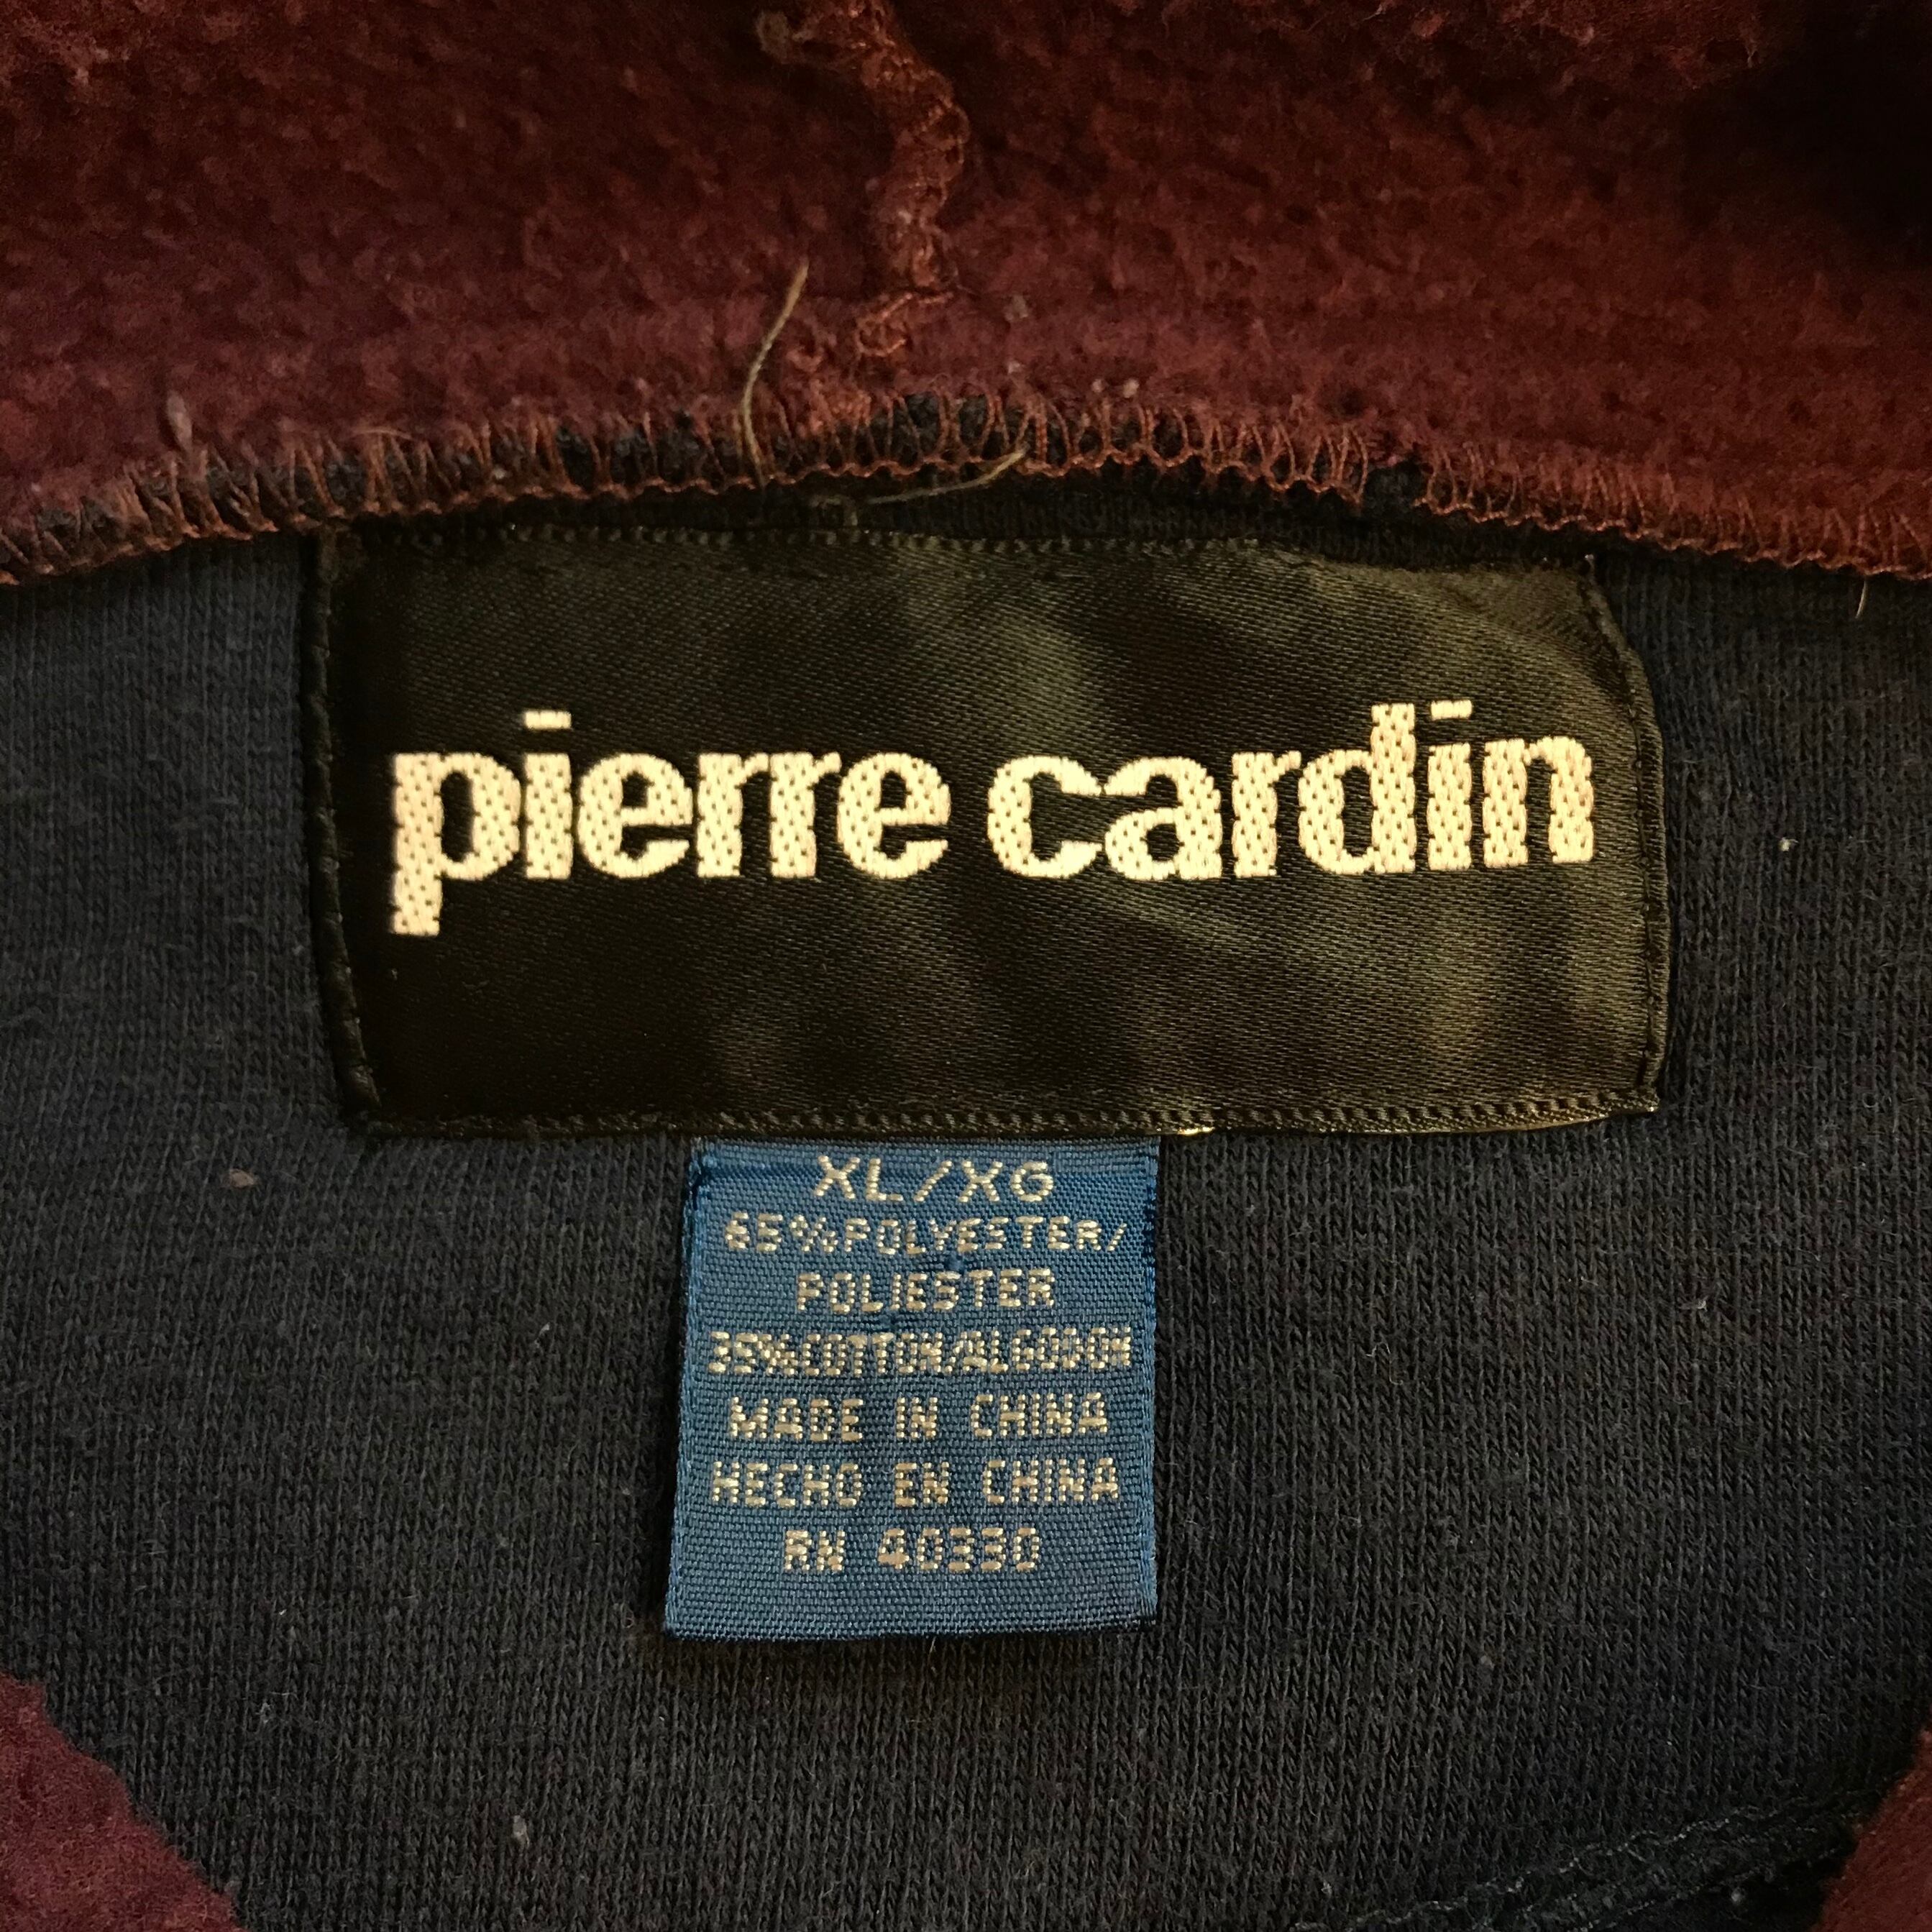 pierre cardin
XL/XG
65%POLYESTER/
POLIESTER
35%COTTON/ALGODON
MADE IN CHINA
HECHO EN CHINA
RN 40330